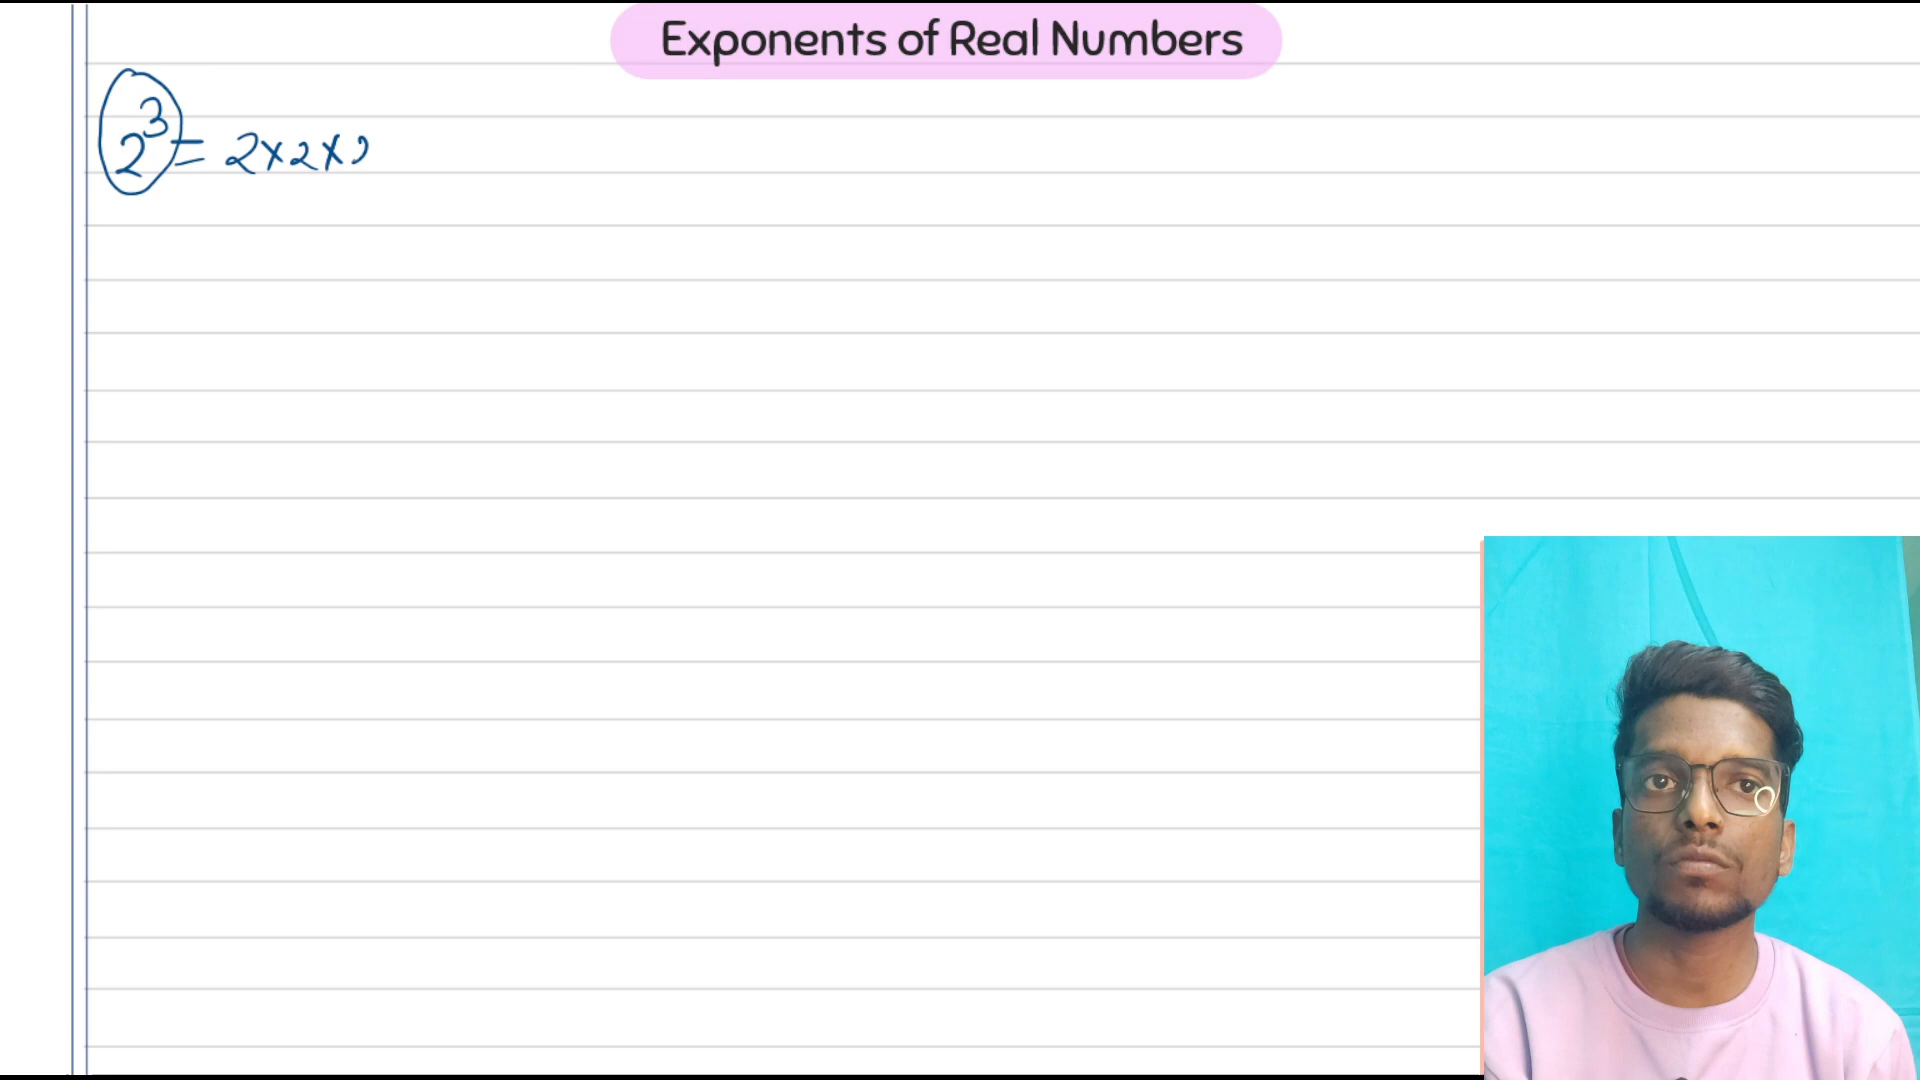 Exponents of Real Numbers
2³ = 2×2×